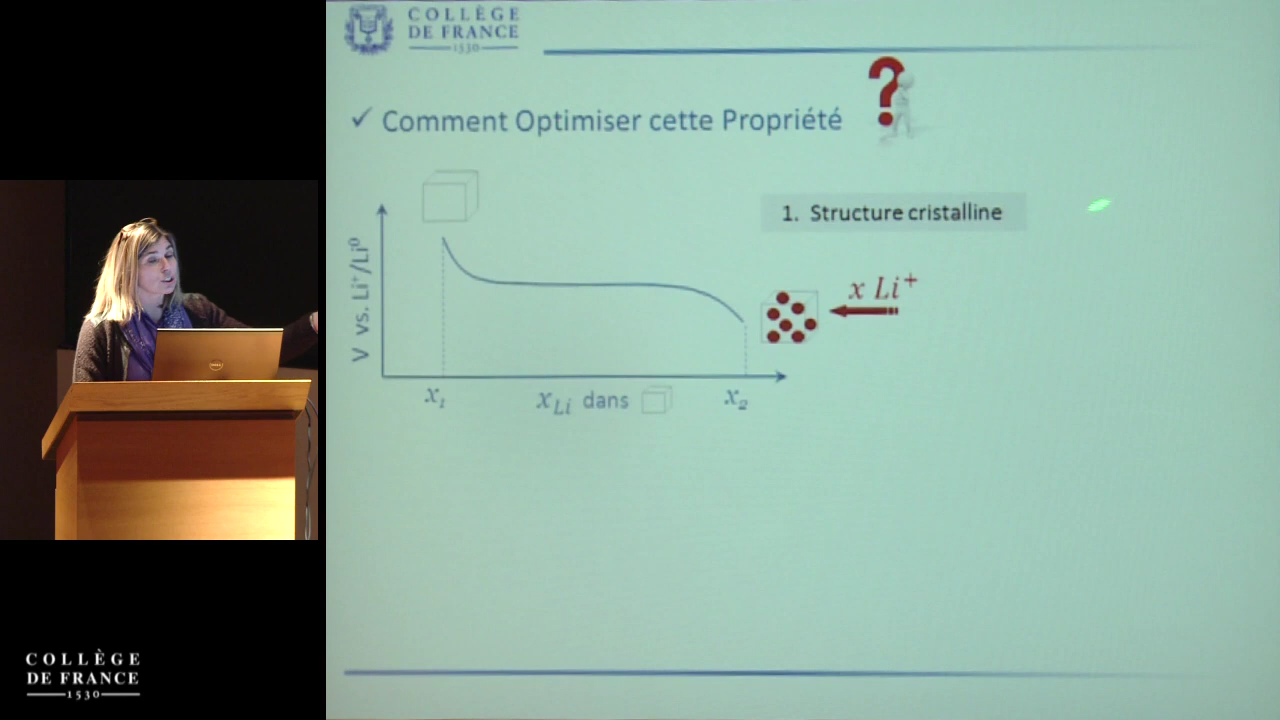 COLLÈGE
DE FRANCE
1530
✓ Comment Optimiser cette Propriété
?
1. Structure cristalline
V vs. Li⁺/Li⁰
x Li⁺
x₁
x_Li dans
x₂
DELL
COLLÈGE
DE FRANCE
1530